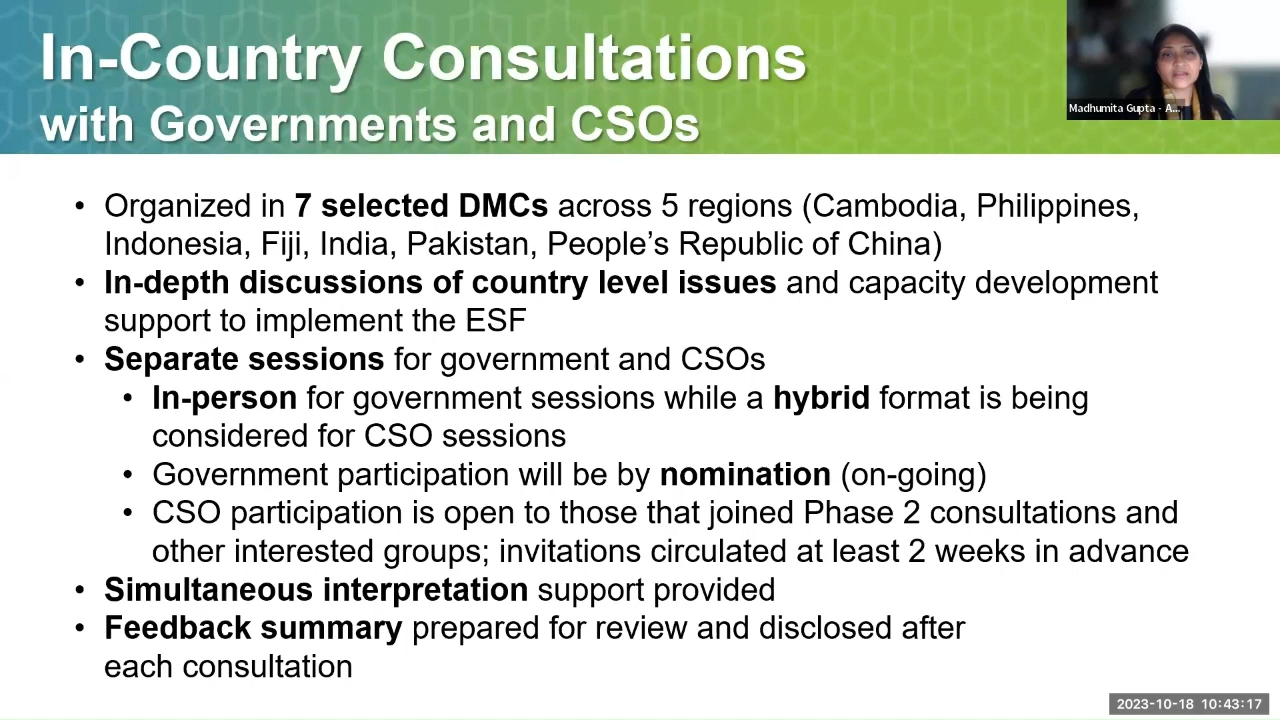 In-Country Consultations
with Governments and CSOs
Madhumita Gupta - A...
• Organized in 7 selected DMCs across 5 regions (Cambodia, Philippines,
Indonesia, Fiji, India, Pakistan, People’s Republic of China)
• In-depth discussions of country level issues and capacity development
support to implement the ESF
• Separate sessions for government and CSOs
• In-person for government sessions while a hybrid format is being
considered for CSO sessions
• Government participation will be by nomination (on-going)
• CSO participation is open to those that joined Phase 2 consultations and
other interested groups; invitations circulated at least 2 weeks in advance
• Simultaneous interpretation support provided
• Feedback summary prepared for review and disclosed after
each consultation
2023-10-18 10:43:17